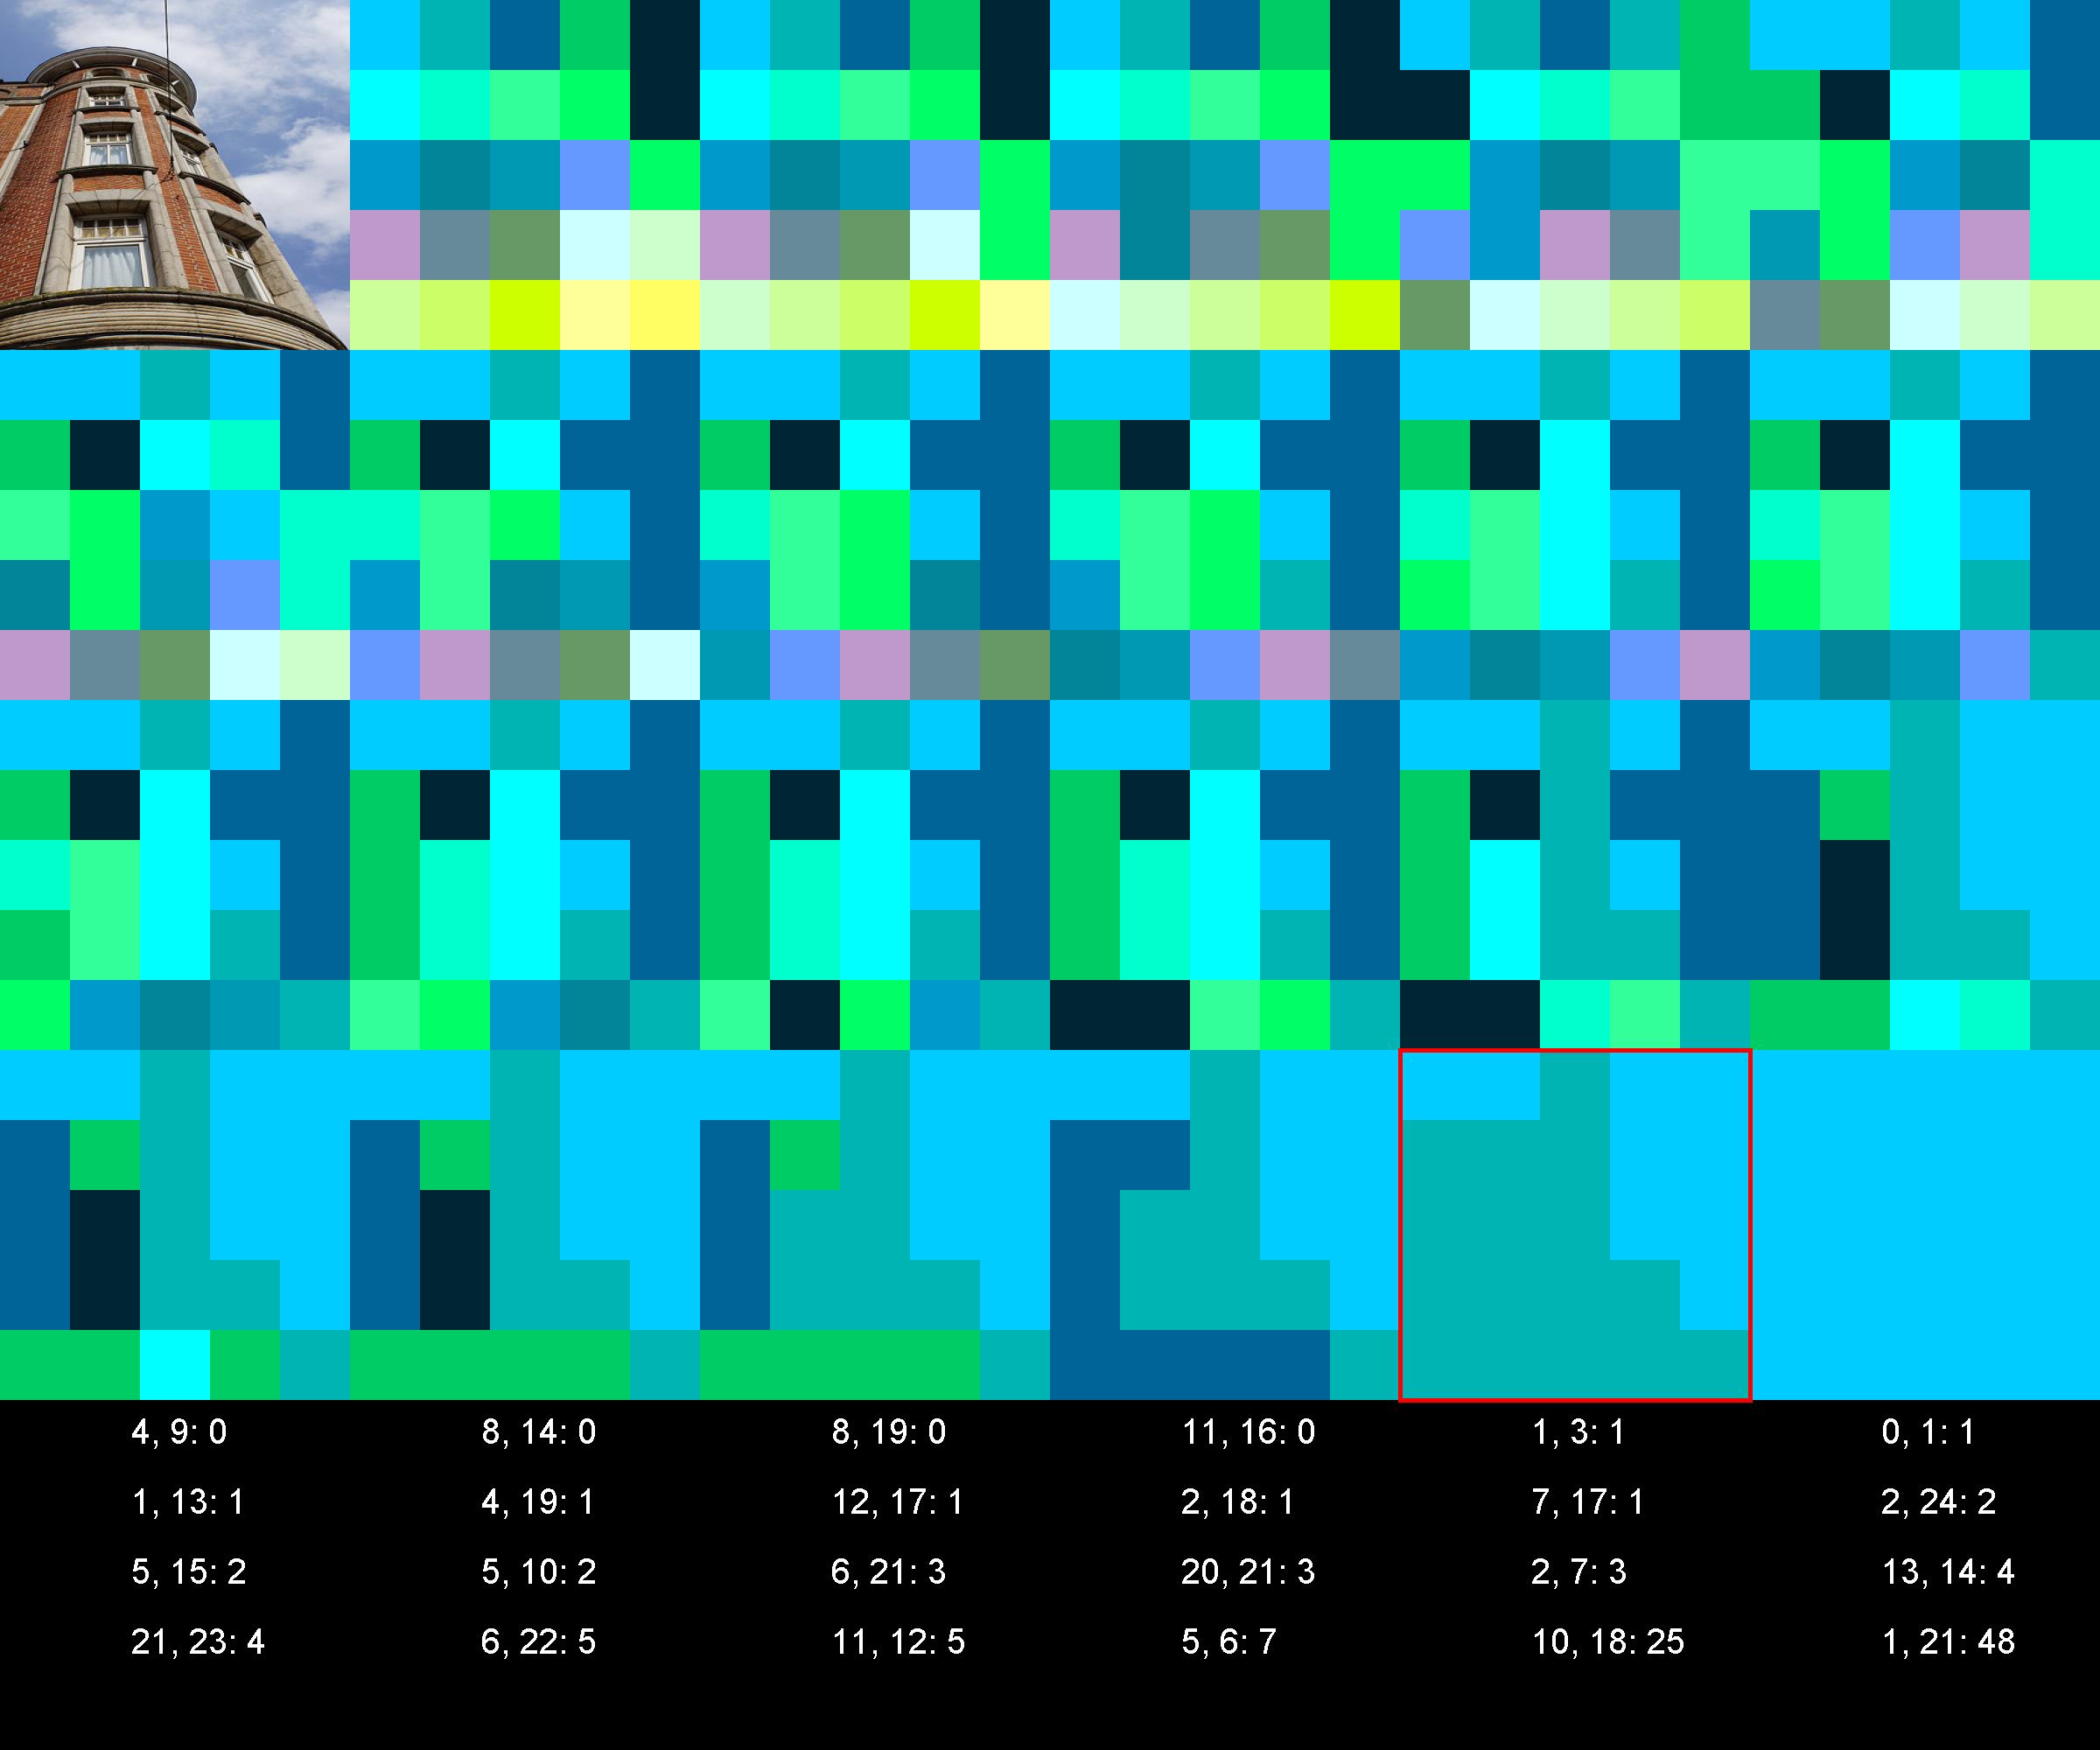 4, 9: 0 8, 14: 0 8, 19: 0 11, 16: 0 1, 3: 1 0, 1: 1
1, 13: 1 4, 19: 1 12, 17: 1 2, 18: 1 7, 17: 1 2, 24: 2
5, 15: 2 5, 10: 2 6, 21: 3 20, 21: 3 2, 7: 3 13, 14: 4
21, 23: 4 6, 22: 5 11, 12: 5 5, 6: 7 10, 18: 25 1, 21: 48